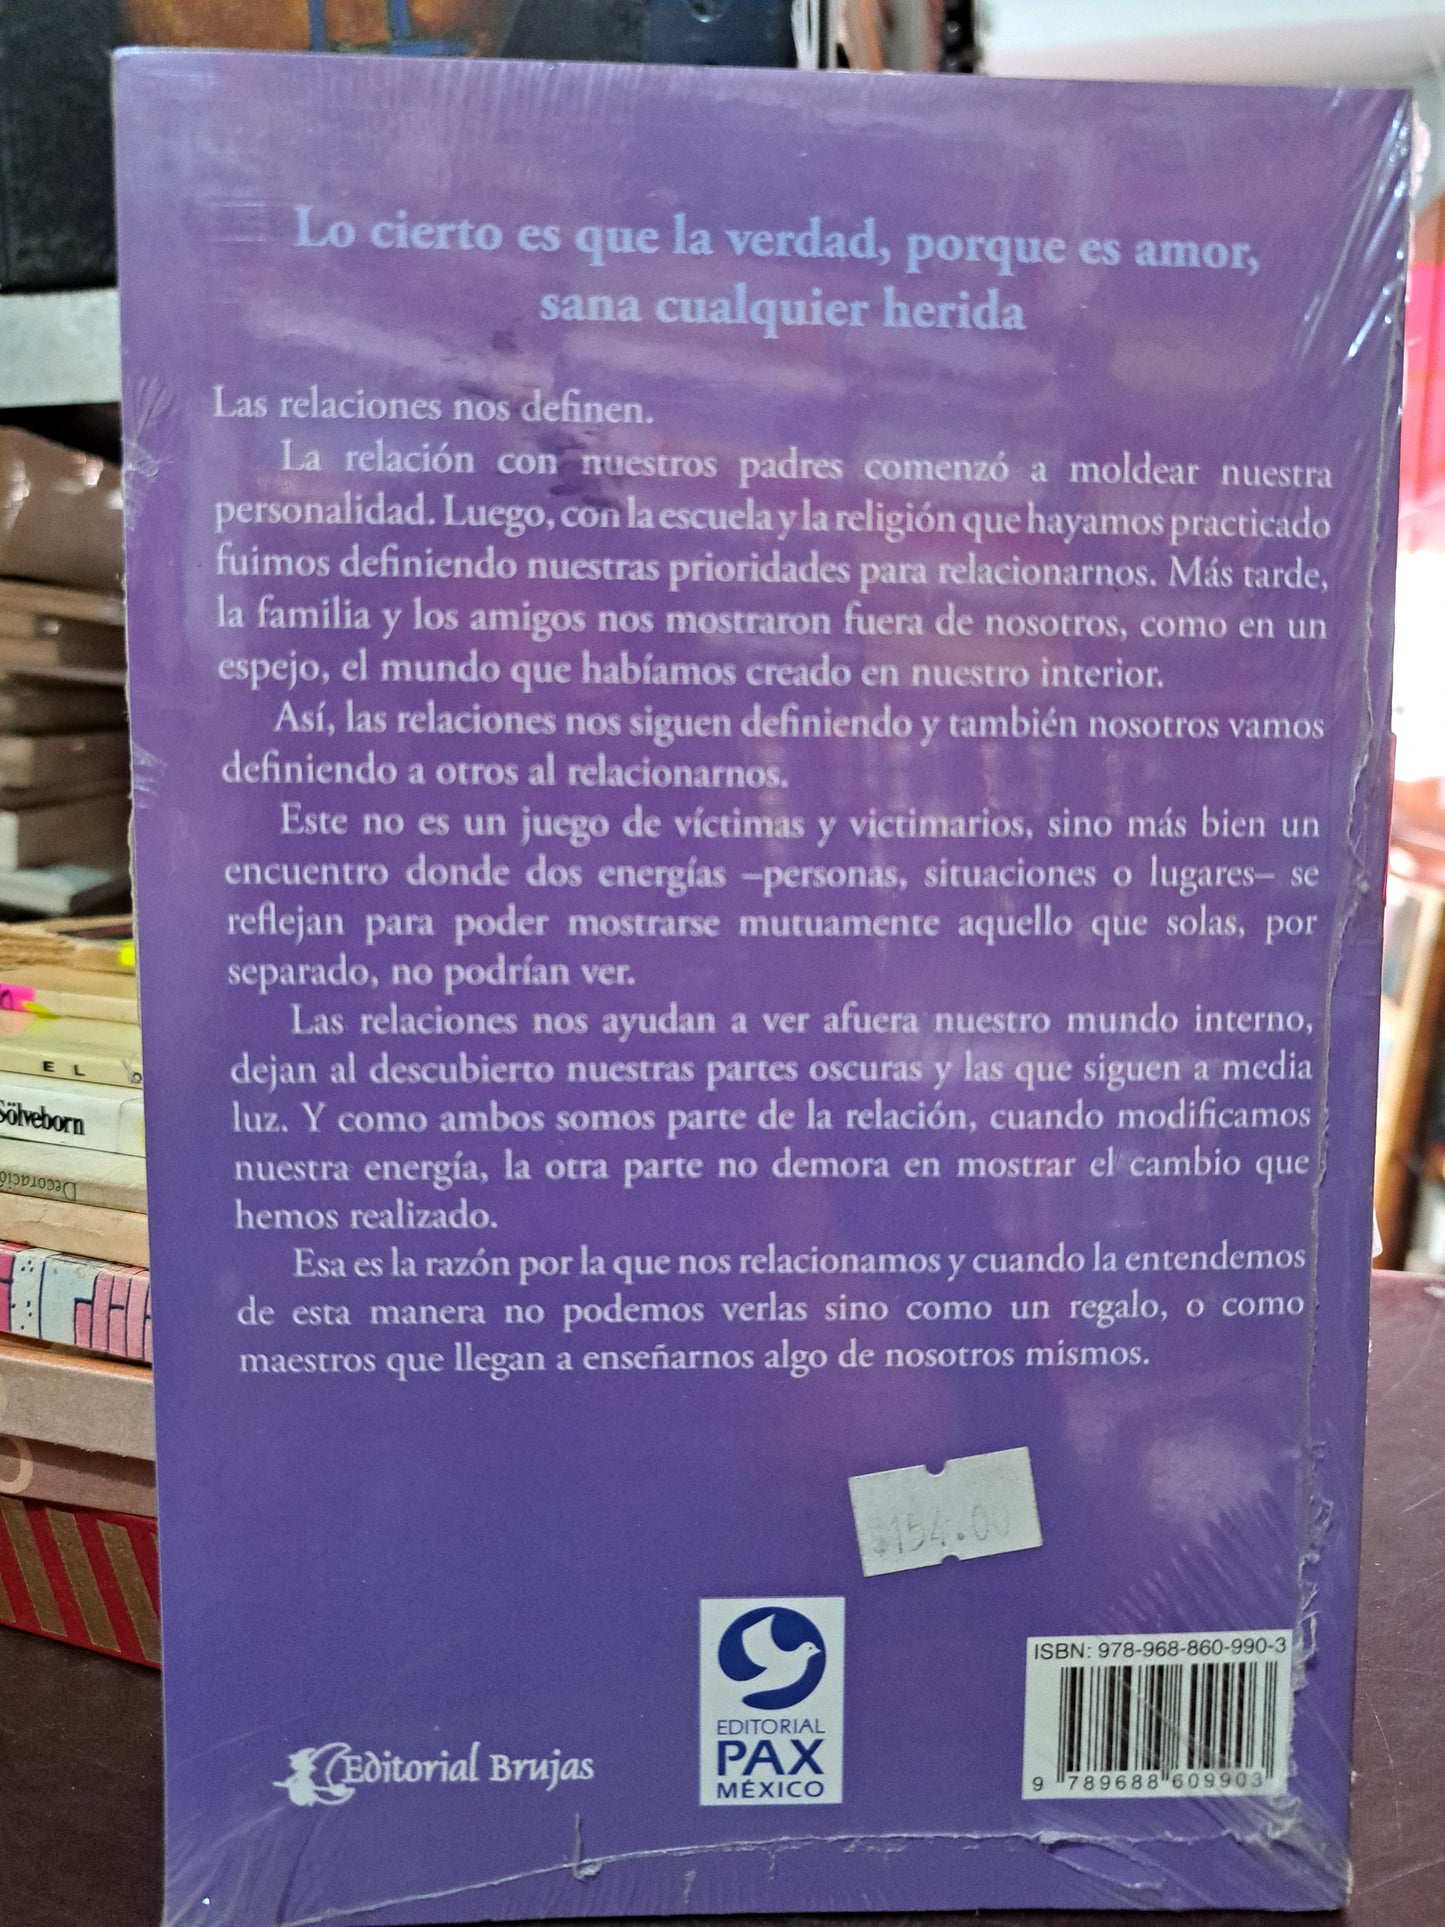 Lo cierto es que la verdad, porque es amor,
sana cualquier herida
Las relaciones nos definen.
La relación con nuestros padres comenzó a moldear nuestra
personalidad. Luego, con la escuela y la religión que hayamos practicado
fuimos definiendo nuestras prioridades para relacionarnos. Más tarde,
la familia y los amigos nos mostraron fuera de nosotros, como en un
espejo, el mundo que habíamos creado en nuestro interior.
Así, las relaciones nos siguen definiendo y también nosotros vamos
definiendo a otros al relacionarnos.
Este no es un juego de víctimas y victimarios, sino más bien un
encuentro donde dos energías –personas, situaciones o lugares– se
reflejan para poder mostrarse mutuamente aquello que solas, por
separado, no podrían ver.
Las relaciones nos ayudan a ver afuera nuestro mundo interno,
dejan al descubierto nuestras partes oscuras y las que siguen a media
luz. Y como ambos somos parte de la relación, cuando modificamos
nuestra energía, la otra parte no demora en mostrar el cambio que
hemos realizado.
Esa es la razón por la que nos relacionamos y cuando la entendemos
de esta manera no podemos verlas sino como un regalo, o como
maestros que llegan a enseñarnos algo de nosotros mismos.
$154.00
Editorial Brujas
EDITORIAL
PAX
MÉXICO
ISBN: 978-968-860-990-3
9 789688 609903
EL
Sölveborn